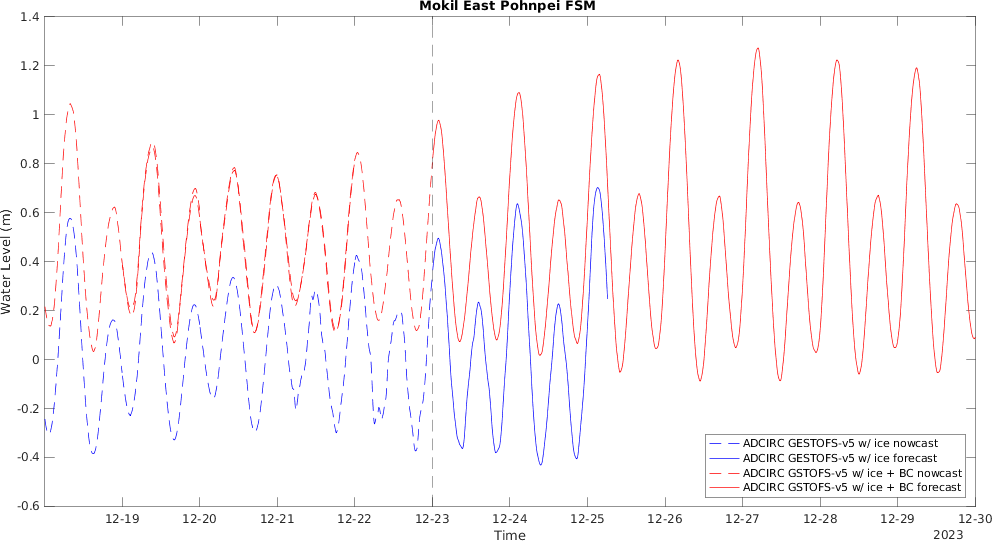 Mokil East Pohnpei FSM
1.4
1.2
1
0.8
0.6
0.4
0.2
0
-0.2
-0.4
-0.6
Water Level (m)
ADCIRC GESTOFS-v5 w/ ice nowcast
ADCIRC GESTOFS-v5 w/ ice forecast
ADCIRC GSTOFS-v5 w/ ice + BC nowcast
ADCIRC GSTOFS-v5 w/ ice + BC forecast
12-19 12-20 12-21 12-22 12-23 12-24 12-25 12-26 12-27 12-28 12-29 12-30
Time
2023